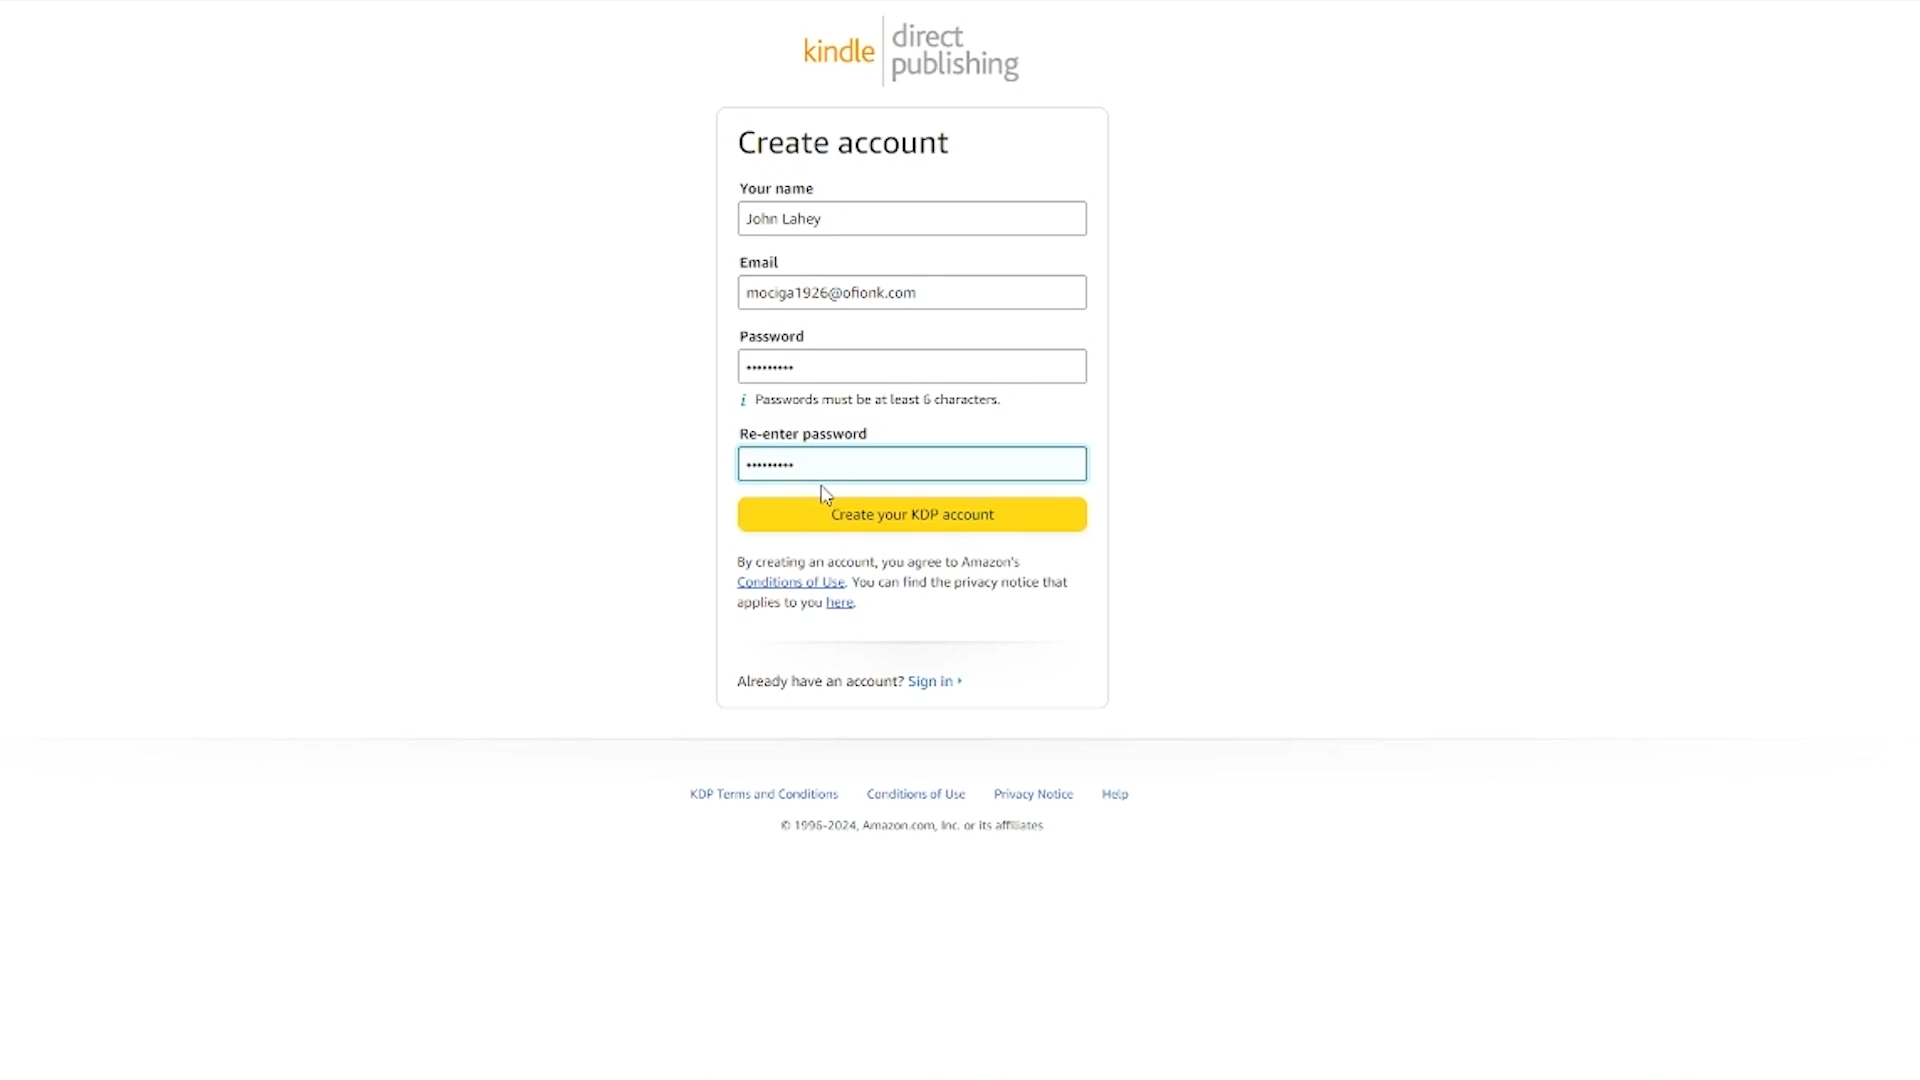 kindle direct publishing
Create account
Your name
John Lahey
Email
mociga1926@ofionk.com
Password
•••••••••
i Passwords must be at least 6 characters.
Re-enter password
•••••••••
Create your KDP account
By creating an account, you agree to Amazon's
Conditions of Use. You can find the privacy notice that
applies to you here.
Already have an account? Sign in
KDP Terms and Conditions Conditions of Use Privacy Notice Help
© 1996-2024, Amazon.com, Inc. or its affiliates